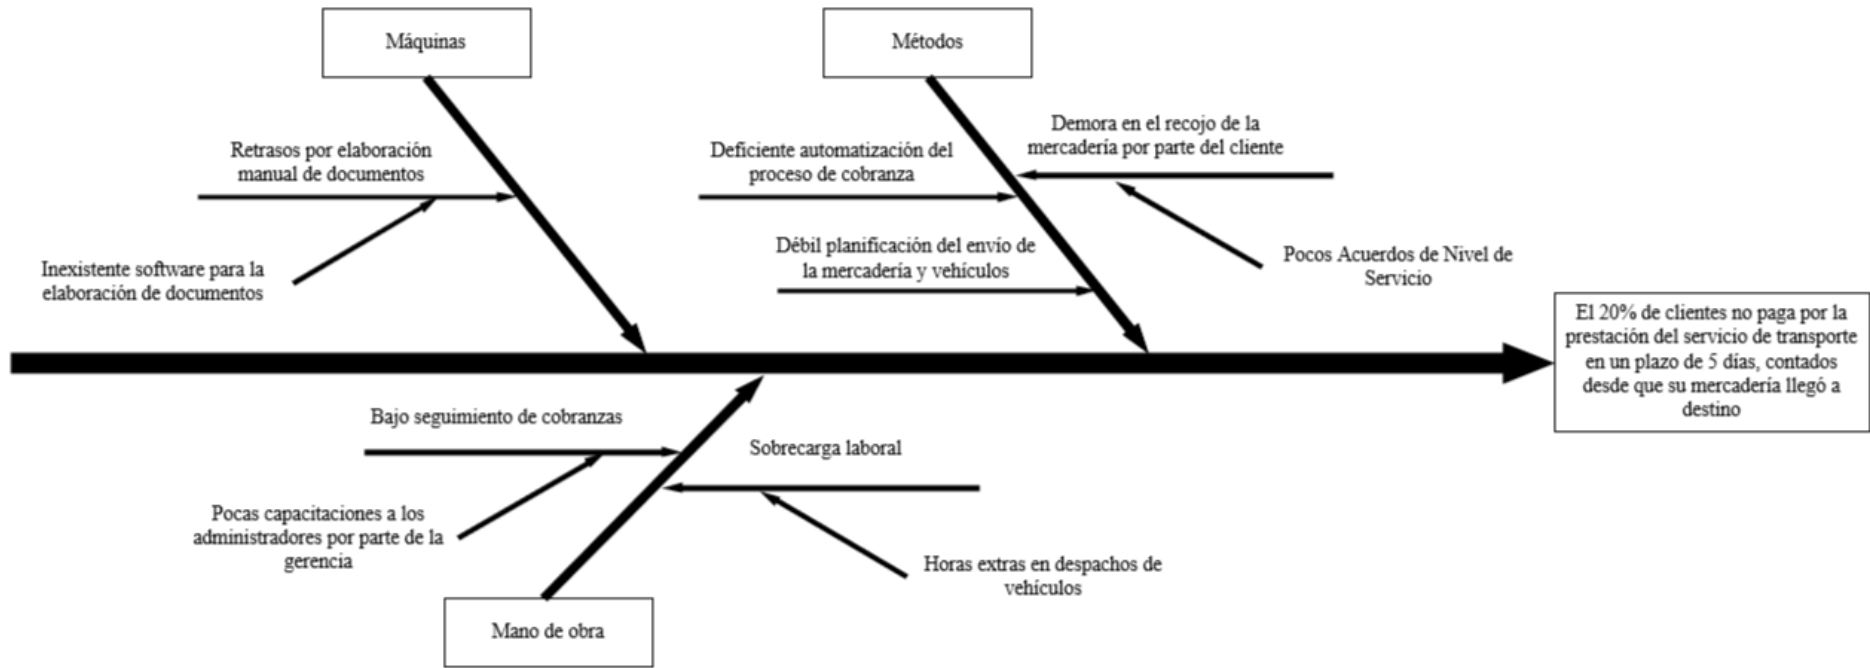 Máquinas
Métodos
Retrasos por elaboración
manual de documentos
Inexistente software para la
elaboración de documentos
Deficiente automatización del
proceso de cobranza
Demora en el recojo de la
mercadería por parte del cliente
Débil planificación del envío de
la mercadería y vehículos
Pocos Acuerdos de Nivel de
Servicio
El 20% de clientes no paga por la
prestación del servicio de transporte
en un plazo de 5 días, contados
desde que su mercadería llegó a
destino
Bajo seguimiento de cobranzas
Sobrecarga laboral
Pocas capacitaciones a los
administradores por parte de la
gerencia
Horas extras en despachos de
vehículos
Mano de obra